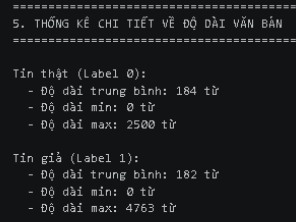 ==========================================
5. THỐNG KÊ CHI TIẾT VỀ ĐỘ DÀI VĂN BẢN
==========================================
Tin thật (Label 0):
- Độ dài trung bình: 184 từ
- Độ dài min: 0 từ
- Độ dài max: 2500 từ
Tin giả (Label 1):
- Độ dài trung bình: 182 từ
- Độ dài min: 0 từ
- Độ dài max: 4763 từ